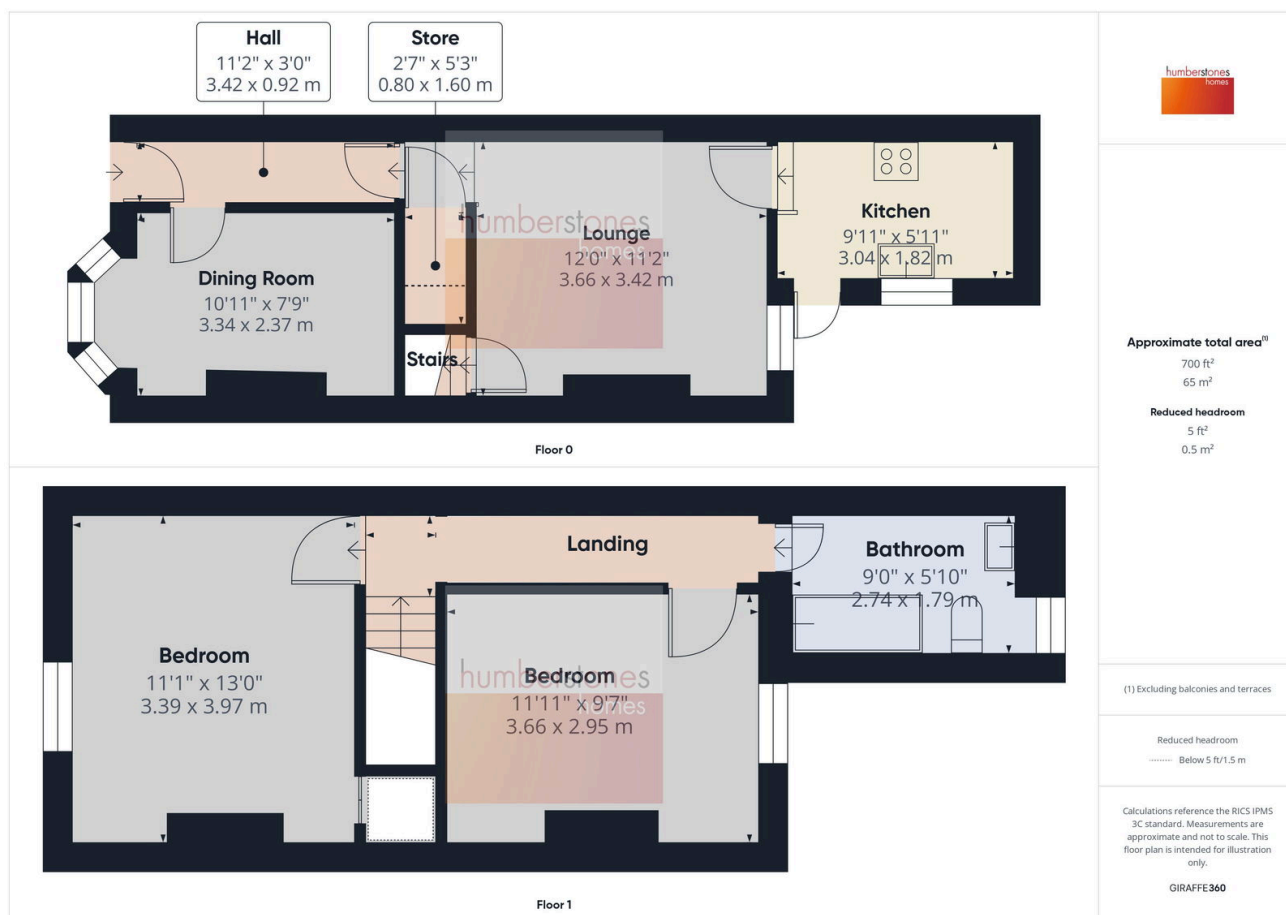 Hall
11'2" x 3'0"
3.42 x 0.92 m
Store
2'7" x 5'3"
0.80 x 1.60 m
humberstones
homes
Lounge
12'0" x 11'2"
3.66 x 3.42 m
Kitchen
9'11" x 5'11"
3.04 x 1.82 m
Dining Room
10'11" x 7'9"
3.34 x 2.37 m
Stairs
Floor 0
Landing
Bathroom
9'0" x 5'10"
2.74 x 1.79 m
Bedroom
11'1" x 13'0"
3.39 x 3.97 m
humberstones
homes
Bedroom
11'11" x 9'7"
3.66 x 2.95 m
Floor 1
humberstones
homes
Approximate total area(1)
700 ft²
65 m²
Reduced headroom
5 ft²
0.5 m²
(1) Excluding balconies and terraces
Reduced headroom
Below 5 ft/1.5 m
Calculations reference the RICS IPMS
3C standard. Measurements are
approximate and not to scale. This
floor plan is intended for illustration
only.
GIRAFFE360